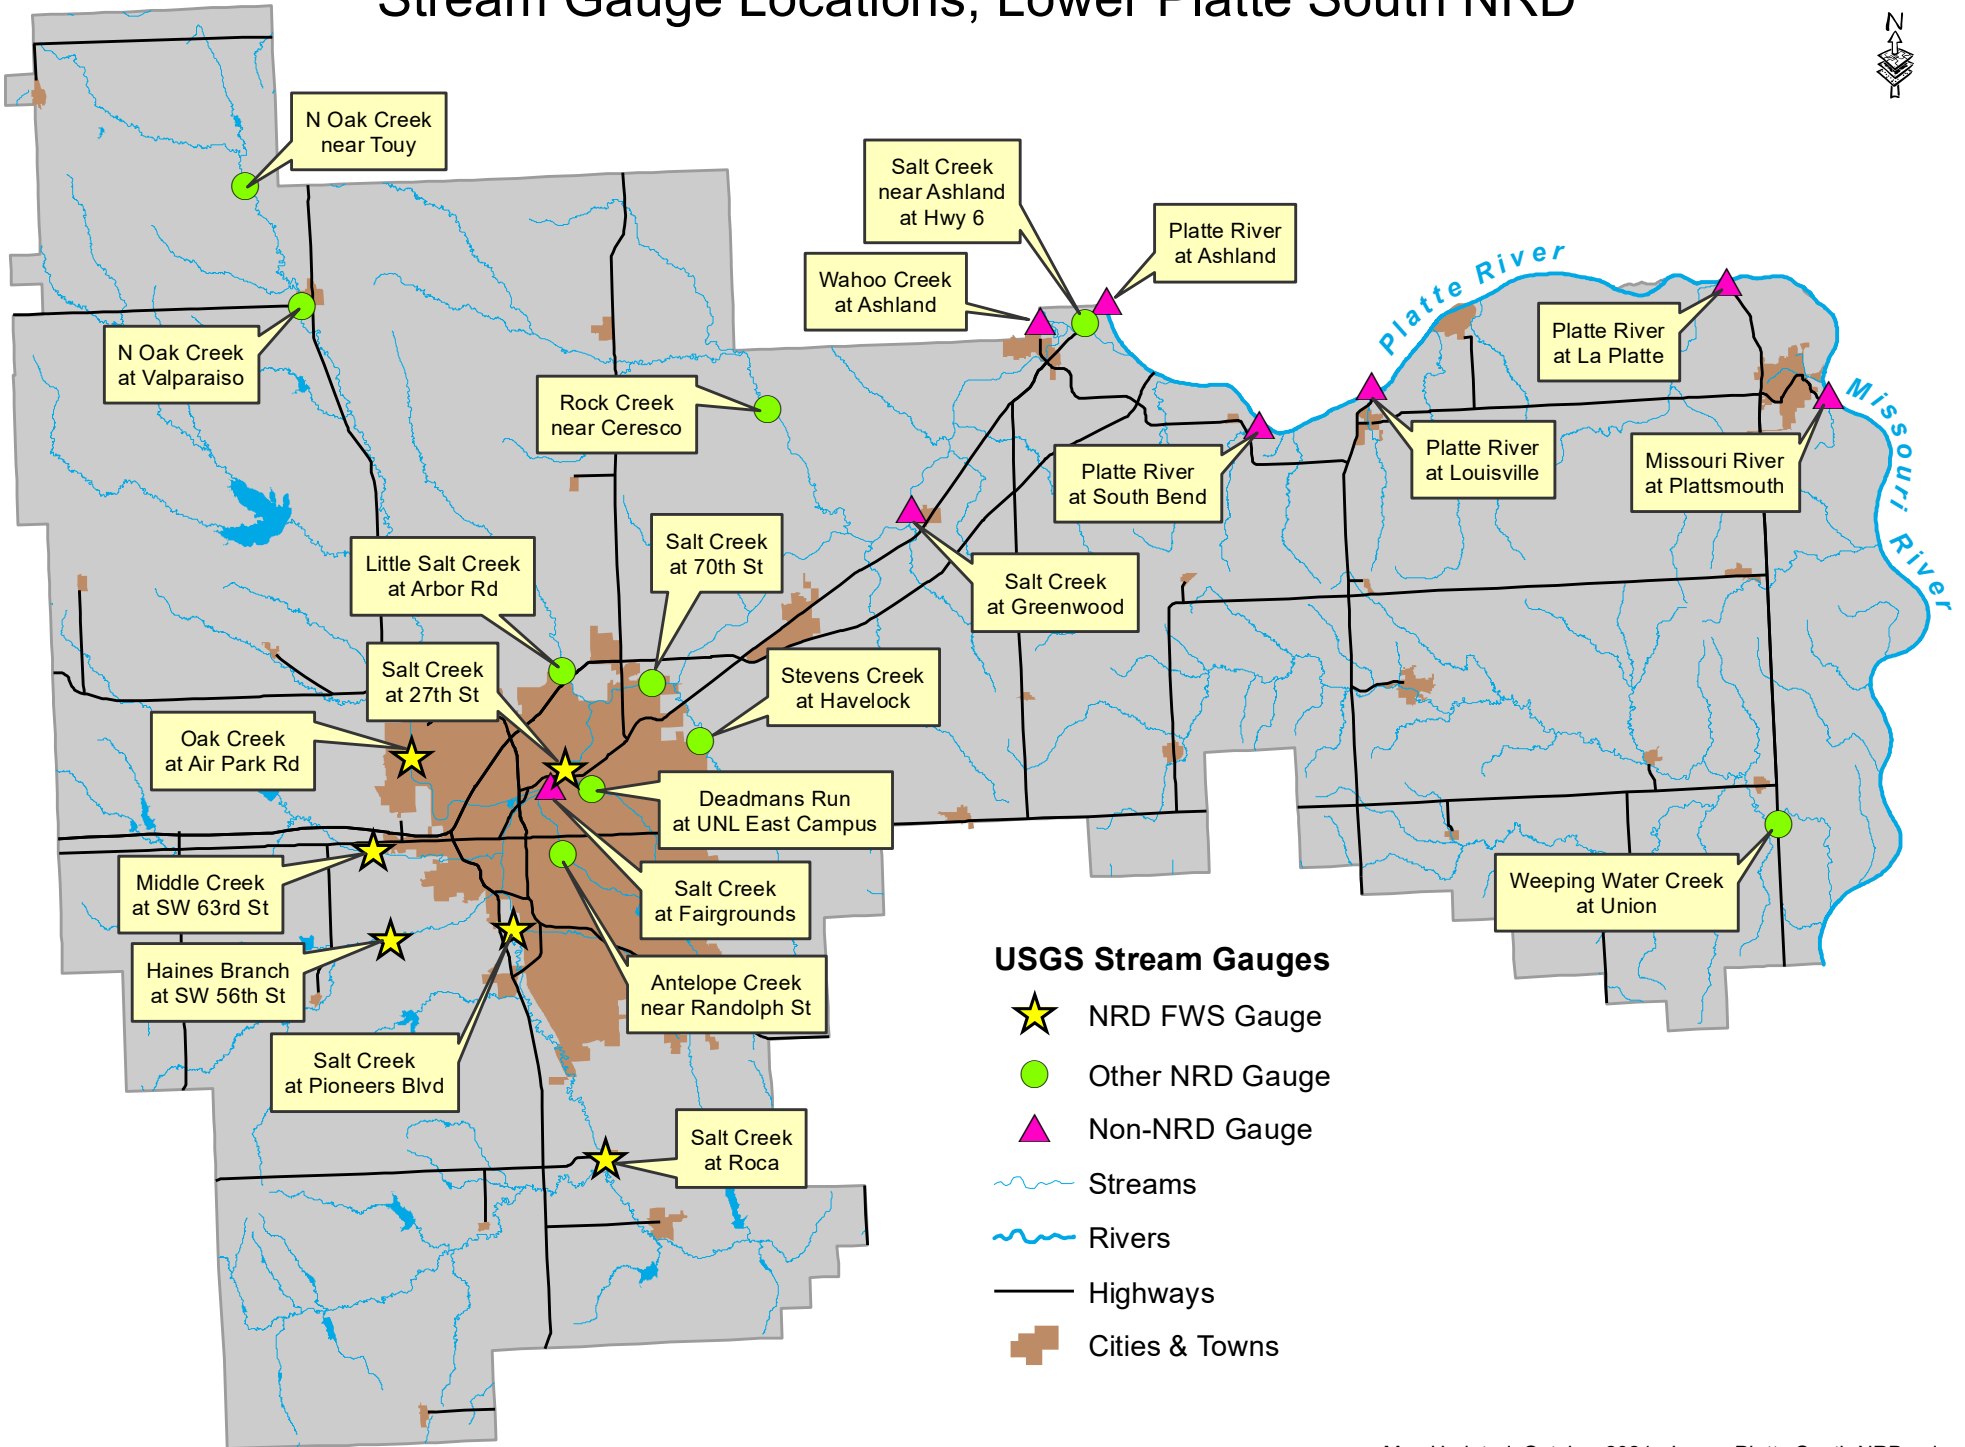 Stream Gauge Locations, Lower Platte South NRD
N
N Oak Creek
near Touy
Salt Creek
near Ashland
at Hwy 6
Platte River
at Ashland
Wahoo Creek
at Ashland
Platte River
Platte River
at La Platte
N Oak Creek
at Valparaiso
Rock Creek
near Ceresco
Missouri River
Platte River
at South Bend
Platte River
at Louisville
Missouri River
at Plattsmouth
Little Salt Creek
at Arbor Rd
Salt Creek
at 70th St
Salt Creek
at Greenwood
Salt Creek
at 27th St
Stevens Creek
at Havelock
Oak Creek
at Air Park Rd
Deadmans Run
at UNL East Campus
Middle Creek
at SW 63rd St
Salt Creek
at Fairgrounds
Weeping Water Creek
at Union
Haines Branch
at SW 56th St
Antelope Creek
near Randolph St
Salt Creek
at Pioneers Blvd
Salt Creek
at Roca
USGS Stream Gauges
NRD FWS Gauge
Other NRD Gauge
Non-NRD Gauge
Streams
Rivers
Highways
Cities & Towns